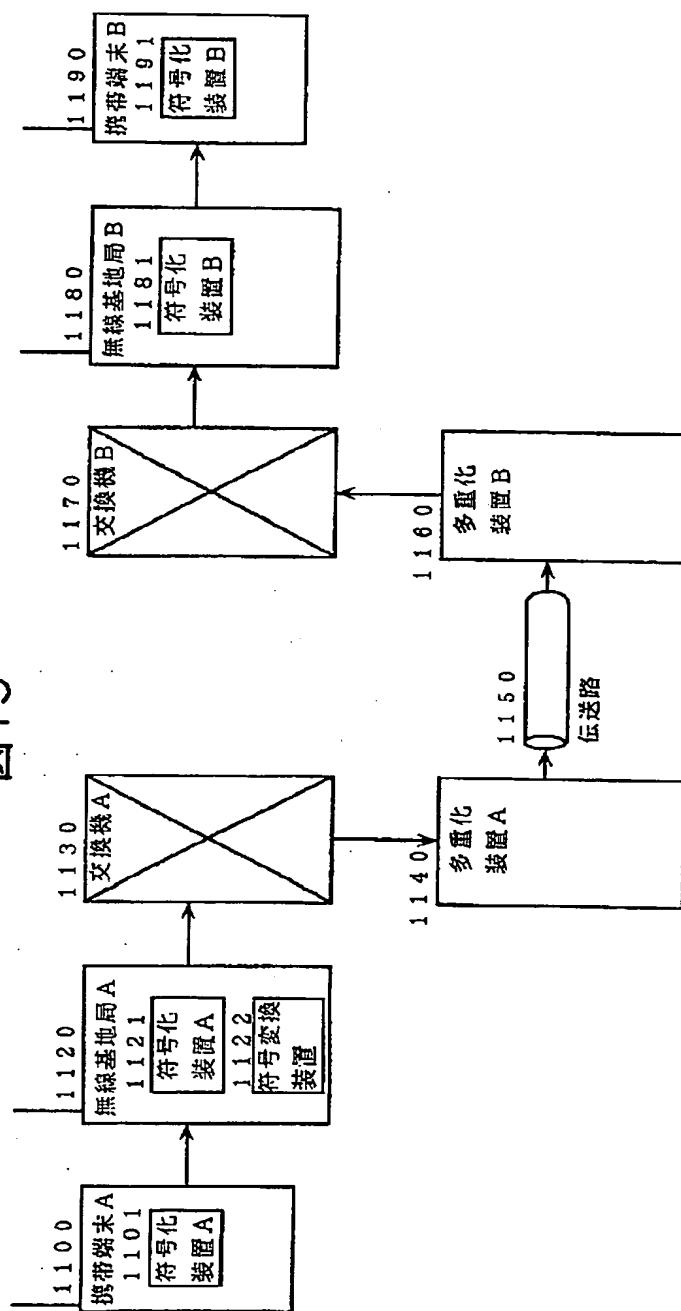 1100
携帯端末A
1101
符号化
装置A
1120
無線基地局A
1121
符号化
装置A
1122
符号変換
装置
1130
交換機A
1140
多重化
装置A
1150
伝送路
1160
多重化
装置B
1170
交換機B
1180
無線基地局B
1181
符号化
装置B
1190
携帯端末B
1191
符号化
装置B